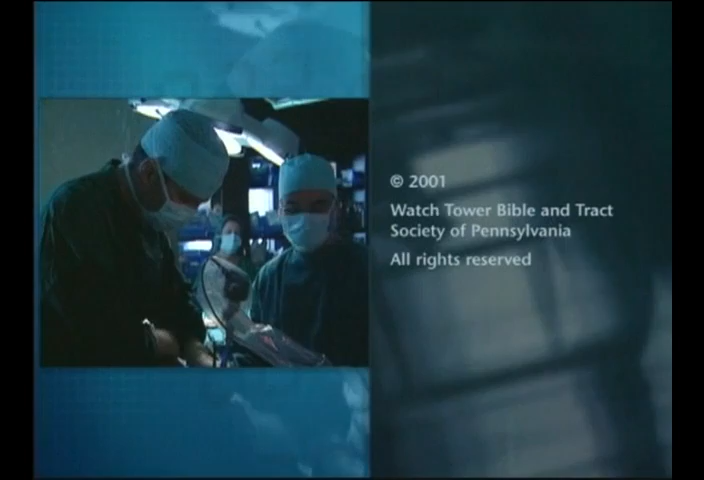 © 2001
Watch Tower Bible and Tract
Society of Pennsylvania
All rights reserved